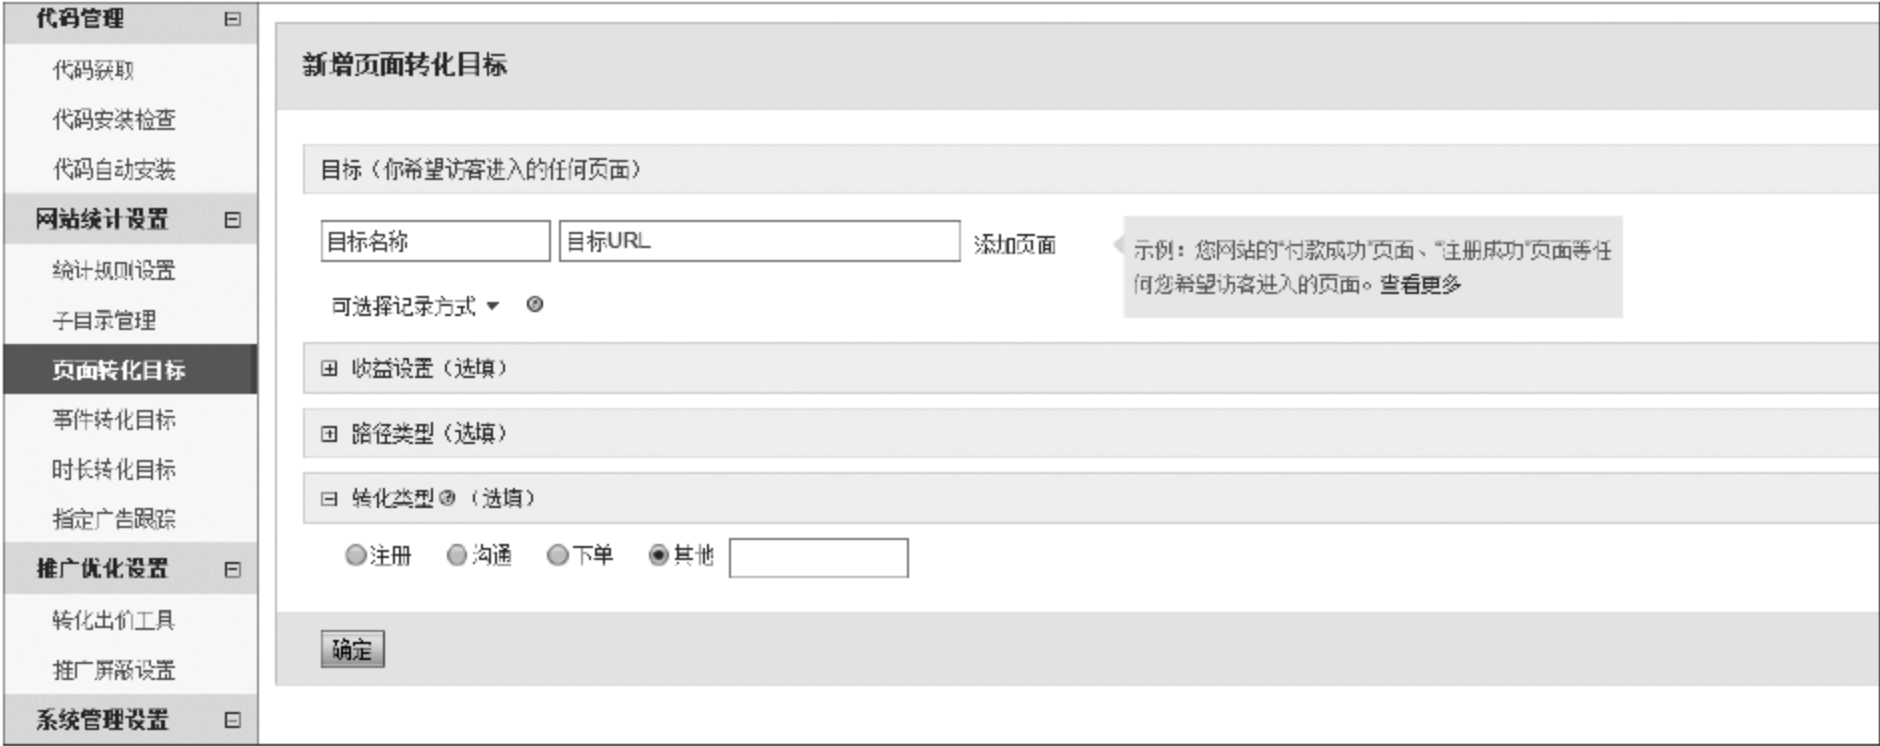 代码管理
代码获取
代码安装检查
代码自动安装
网站统计设置
统计规则设置
子目录管理
页面转化目标
事件转化目标
时长转化目标
指定广告跟踪
推广优化设置
转化出价工具
推广屏蔽设置
系统管理设置
新增页面转化目标
目标（你希望访客进入的任何页面）
目标名称 目标URL 添加页面
示例：您网站的“付款成功”页面、“注册成功”页面等任
何您希望访客进入的页面。查看更多
可选择记录方式
收益设置（选填）
路径类型（选填）
转化类型（选填）
注册 沟通 下单 其他
确定